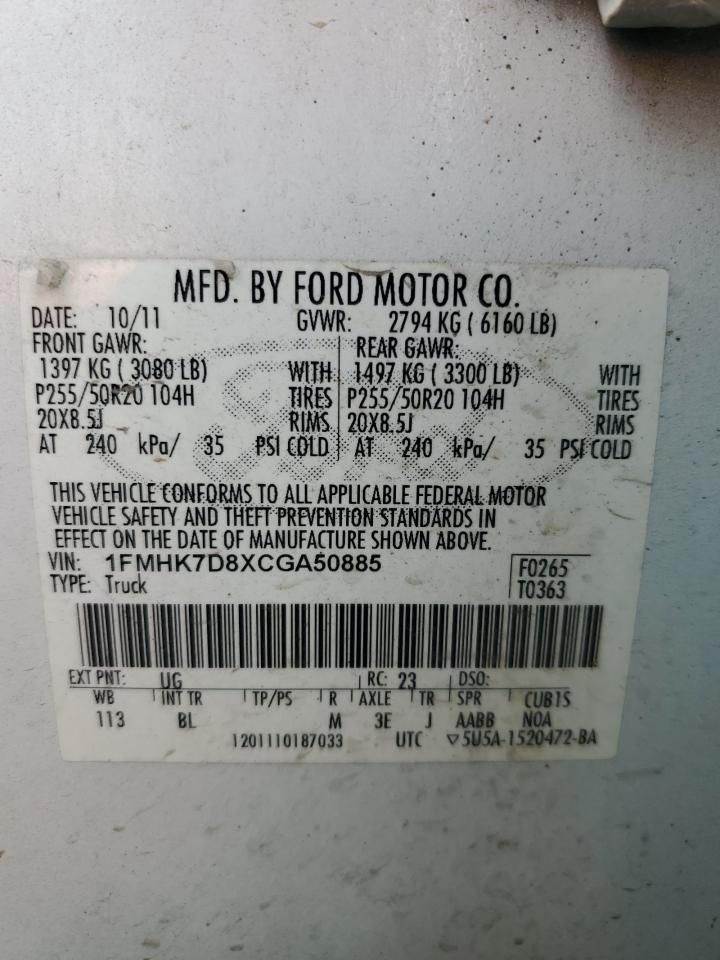 MFD. BY FORD MOTOR CO.
DATE: 10/11 GVWR: 2794 KG ( 6160 LB)
FRONT GAWR: REAR GAWR:
1397 KG ( 3080 LB) WITH 1497 KG ( 3300 LB) WITH
P255/50R20 104H TIRES P255/50R20 104H TIRES
20X8.5J RIMS 20X8.5J RIMS
AT 240 kPa/ 35 PSI COLD AT 240 kPa/ 35 PSI COLD
THIS VEHICLE CONFORMS TO ALL APPLICABLE FEDERAL MOTOR
VEHICLE SAFETY AND THEFT PREVENTION STANDARDS IN
EFFECT ON THE DATE OF MANUFACTURE SHOWN ABOVE.
VIN: 1FMHK7D8XCGA50885 F0265
TYPE: Truck T0363
EXT PNT: UG RC: 23 DSO:
WB INT TR TP/PS R AXLE TR SPR CUB1S
113 BL M 3E J AABB NOA
1201110187033 UTC ▽5U5A-1520472-BA